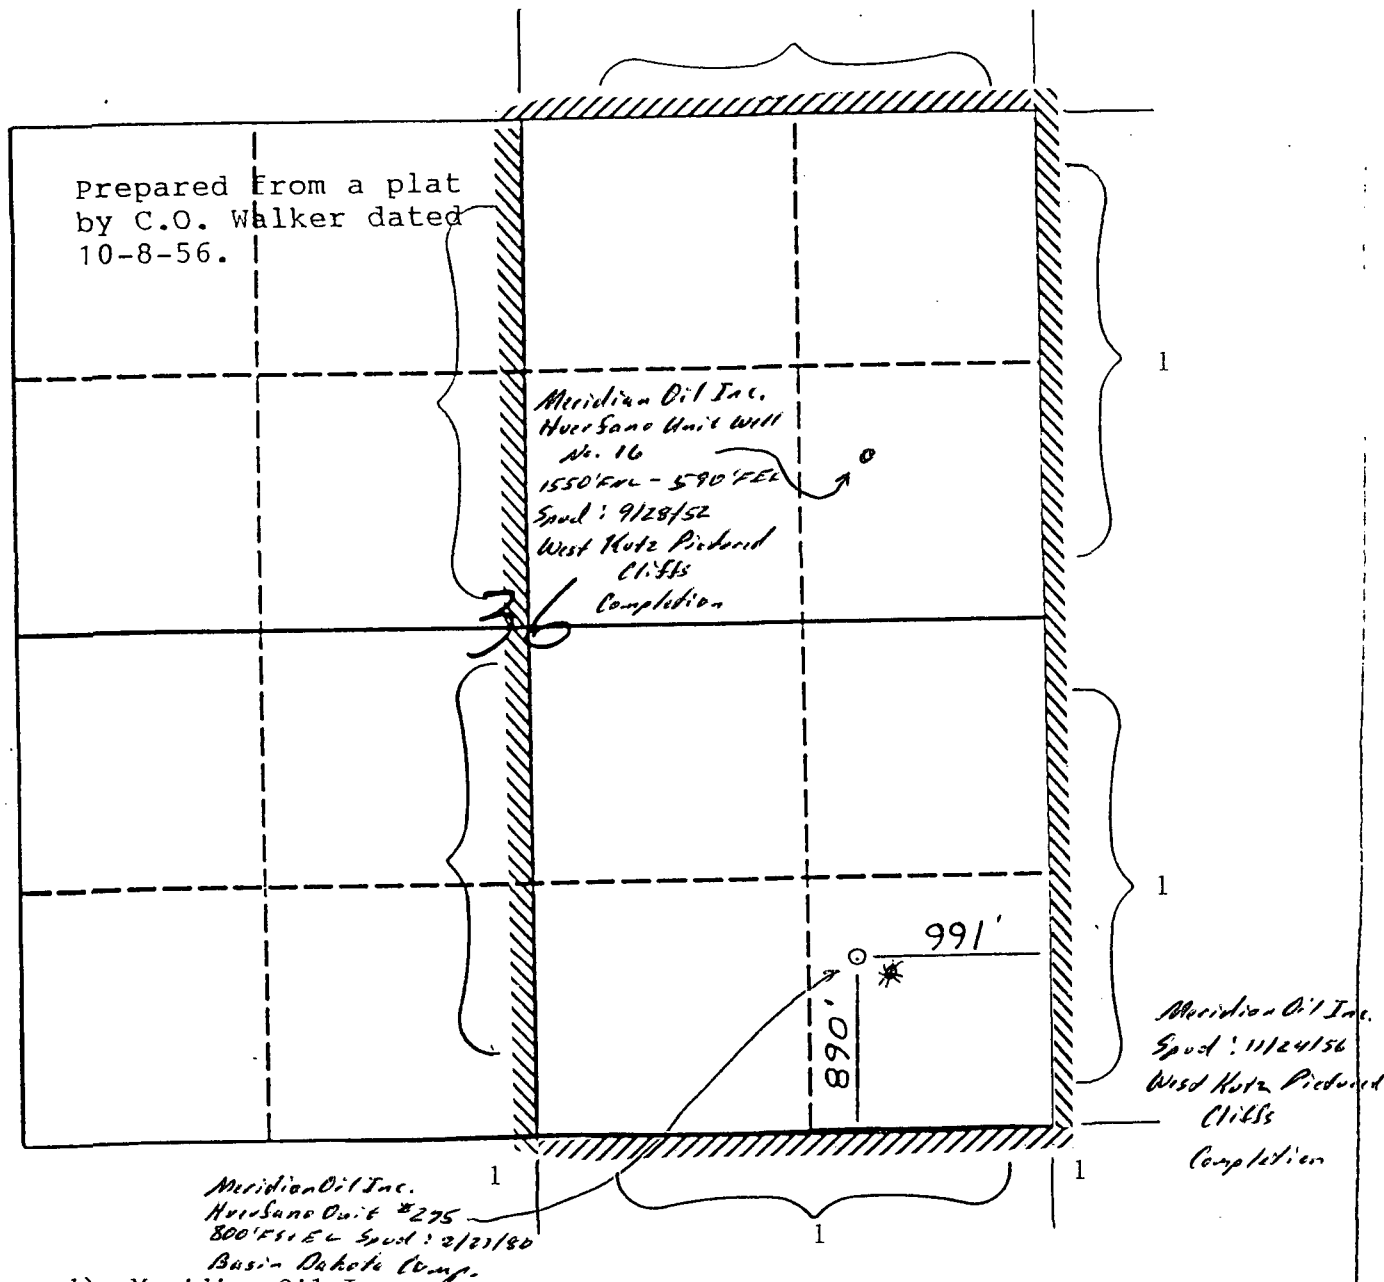 Prepared from a plat
by C.O. Walker dated
10-8-56.
1
Meridian Oil Inc.
Huerfano Unit Well
No. 16
1550'FNL - 590'FEL
Spud: 9/28/52
West Kutz Pictured
Cliffs
Completion
36
991'
1
890'
Meridian Oil Inc.
Spud: 11/24/56
West Kutz Pictured
Cliffs
Completion
1
1
1
Meridian Oil Inc.
Huerfano Unit #275
800'FS&EL Spud: 2/23/80
Basin Dakota Comp.
Meridian Oil Inc